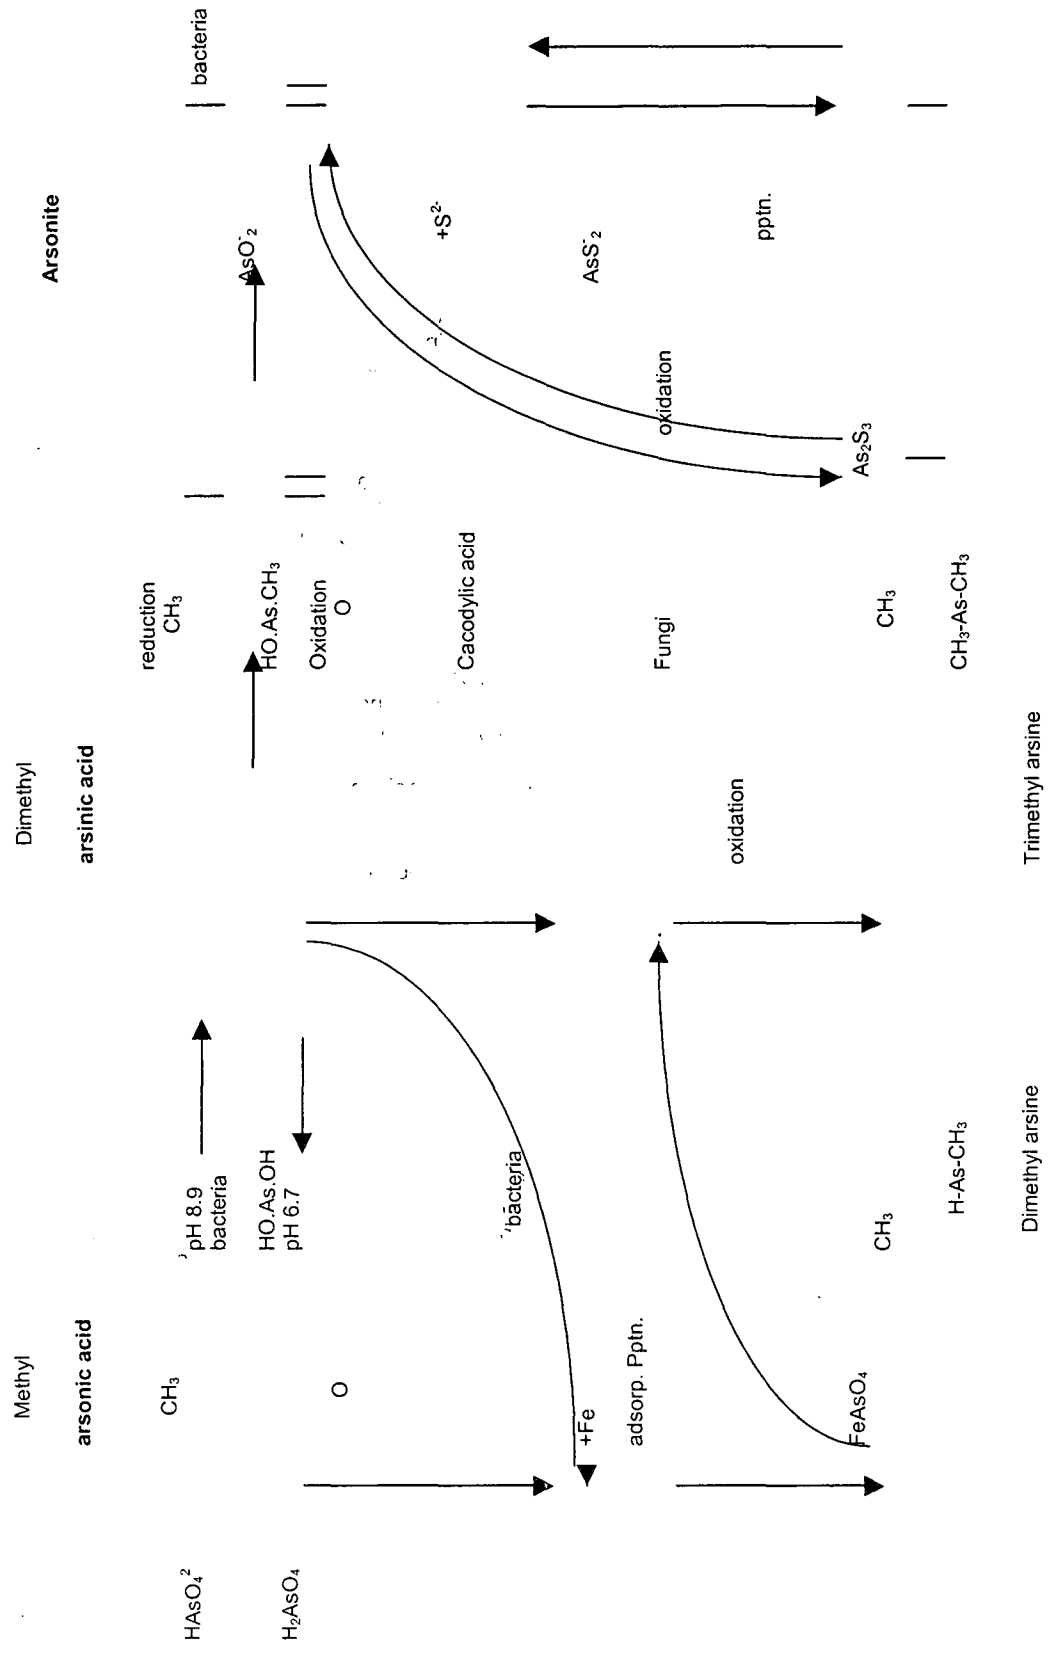 Methyl
Dimethyl
Arsonite
arsonic acid
arsinic acid
reduction
CH₃
CH₃
HAsO₄²
pH 8.9
bacteria
bacteria
AsO⁻₂
HO.As.OH
HO.As.CH₃
H₂AsO₄
pH 6.7
Oxidation
O
O
+S²⁻
Cacodylic acid
bacteria
AsS⁻₂
+Fe
adsorp. Pptn.
Fungi
oxidation
oxidation
pptn.
FeAsO₄
As₂S₃
CH₃
CH₃
H-As-CH₃
CH₃-As-CH₃
Dimethyl arsine
Trimethyl arsine